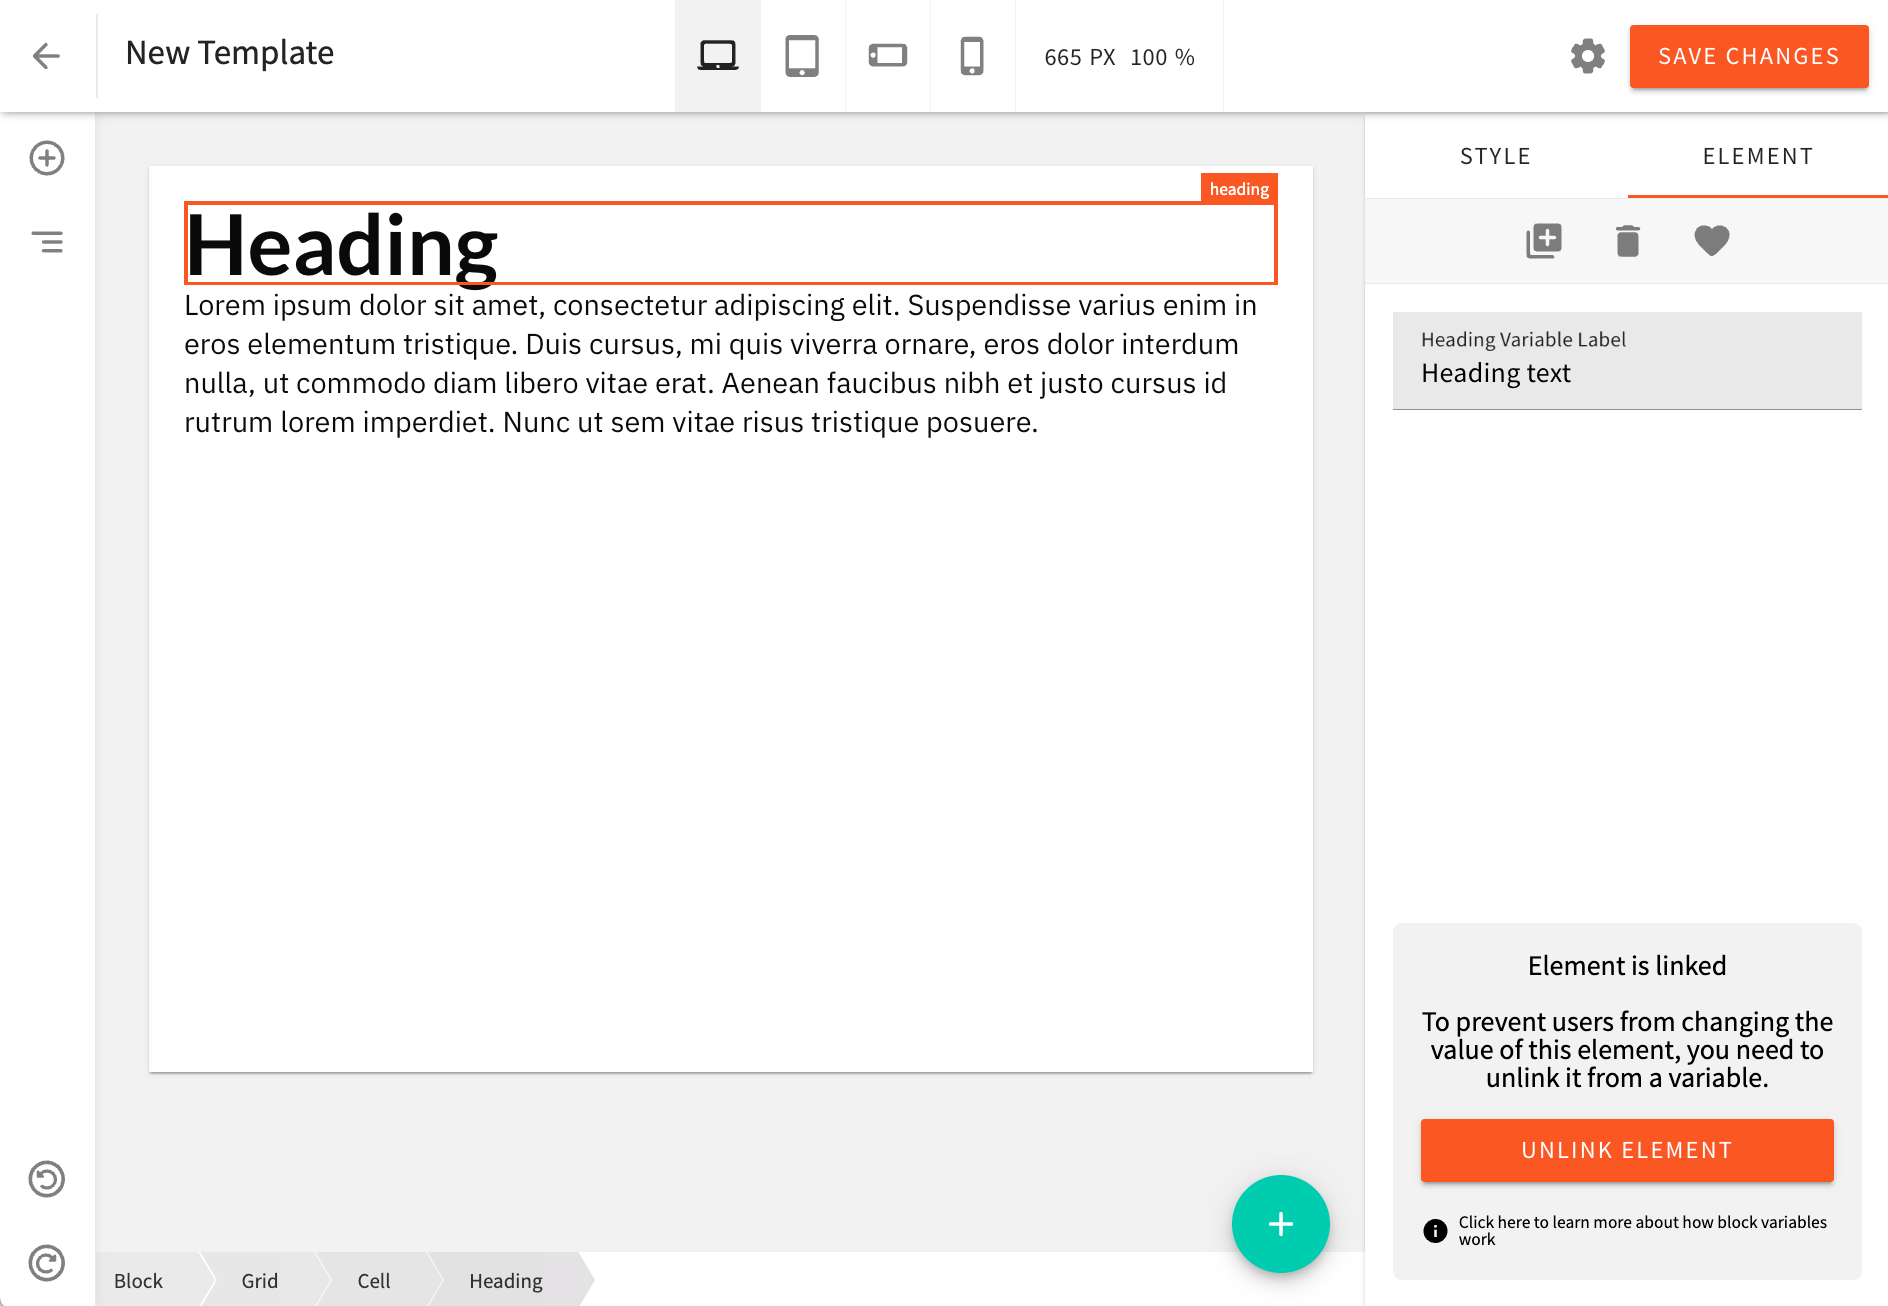 New Template
665 PX 100 %
SAVE CHANGES
STYLE
ELEMENT
heading
Heading
Lorem ipsum dolor sit amet, consectetur adipiscing elit. Suspendisse varius enim in
eros elementum tristique. Duis cursus, mi quis viverra ornare, eros dolor interdum
nulla, ut commodo diam libero vitae erat. Aenean faucibus nibh et justo cursus id
rutrum lorem imperdiet. Nunc ut sem vitae risus tristique posuere.
Heading Variable Label
Heading text
Element is linked
To prevent users from changing the
value of this element, you need to
unlink it from a variable.
UNLINK ELEMENT
Click here to learn more about how block variables
work
Block
Grid
Cell
Heading